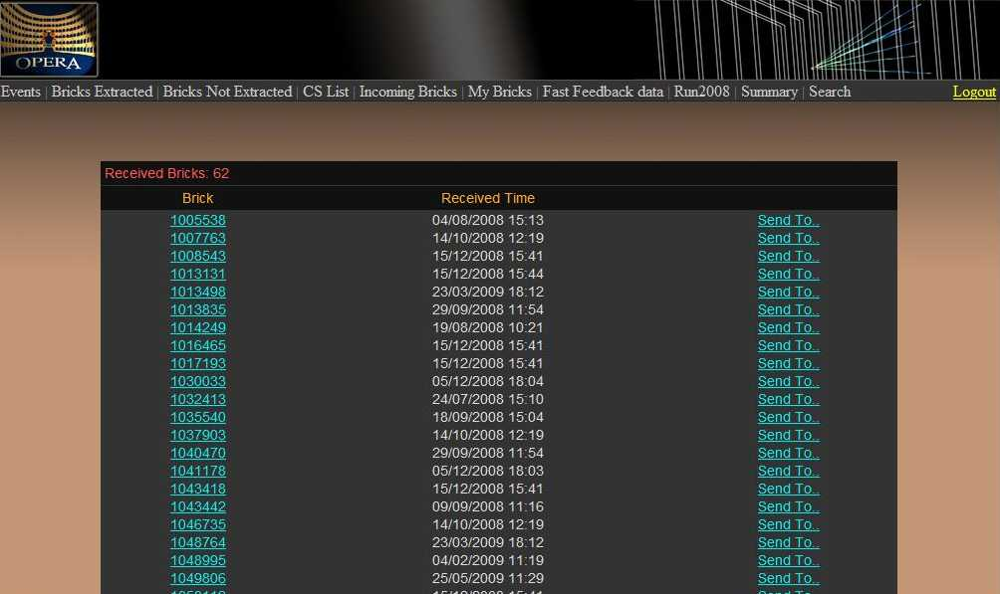 OPERA
Events | Bricks Extracted | Bricks Not Extracted | CS List | Incoming Bricks | My Bricks | Fast Feedback data | Run2008 | Summary | Search Logout
Received Bricks: 62
Brick Received Time
1005538 04/08/2008 15:13 Send To..
1007763 14/10/2008 12:19 Send To..
1008543 15/12/2008 15:41 Send To..
1013131 15/12/2008 15:44 Send To..
1013498 23/03/2009 18:12 Send To..
1013835 29/09/2008 11:54 Send To..
1014249 19/08/2008 10:21 Send To..
1016465 15/12/2008 15:41 Send To..
1017193 15/12/2008 15:41 Send To..
1030033 05/12/2008 18:04 Send To..
1032413 24/07/2008 15:10 Send To..
1035540 18/09/2008 15:04 Send To..
1037903 14/10/2008 12:19 Send To..
1040470 29/09/2008 11:54 Send To..
1041178 05/12/2008 18:03 Send To..
1043418 15/12/2008 15:41 Send To..
1043442 09/09/2008 11:16 Send To..
1046735 14/10/2008 12:19 Send To..
1048764 23/03/2009 18:12 Send To..
1048995 04/02/2009 11:19 Send To..
1049806 25/05/2009 11:29 Send To..